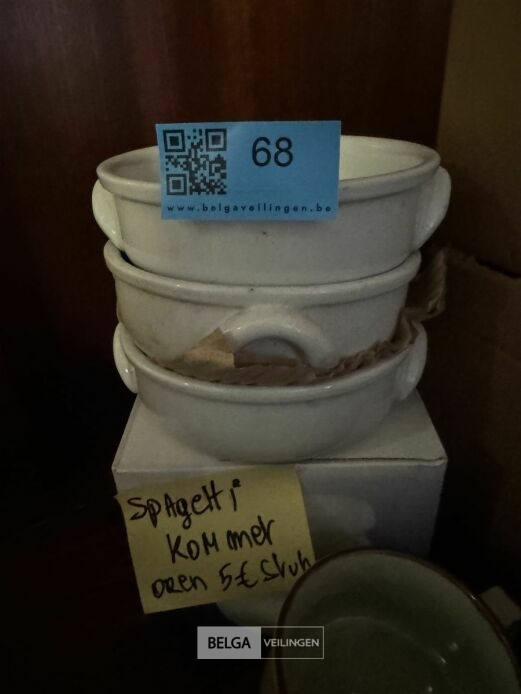 68
www.belgaveilingen.be
Spagetti
KOMmer
oren 5€ stuk
BELGA VEILINGEN